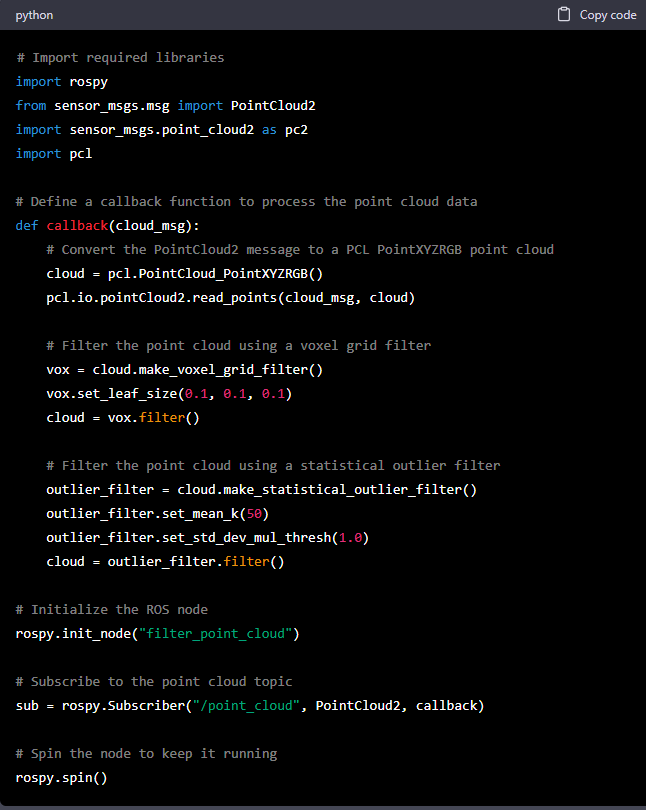 python
Copy code
# Import required libraries
import rospy
from sensor_msgs.msg import PointCloud2
import sensor_msgs.point_cloud2 as pc2
import pcl
# Define a callback function to process the point cloud data
def callback(cloud_msg):
    # Convert the PointCloud2 message to a PCL PointXYZRGB point cloud
    cloud = pcl.PointCloud_PointXYZRGB()
    pcl.io.pointCloud2.read_points(cloud_msg, cloud)
    # Filter the point cloud using a voxel grid filter
    vox = cloud.make_voxel_grid_filter()
    vox.set_leaf_size(0.1, 0.1, 0.1)
    cloud = vox.filter()
    # Filter the point cloud using a statistical outlier filter
    outlier_filter = cloud.make_statistical_outlier_filter()
    outlier_filter.set_mean_k(50)
    outlier_filter.set_std_dev_mul_thresh(1.0)
    cloud = outlier_filter.filter()
# Initialize the ROS node
rospy.init_node("filter_point_cloud")
# Subscribe to the point cloud topic
sub = rospy.Subscriber("/point_cloud", PointCloud2, callback)
# Spin the node to keep it running
rospy.spin()